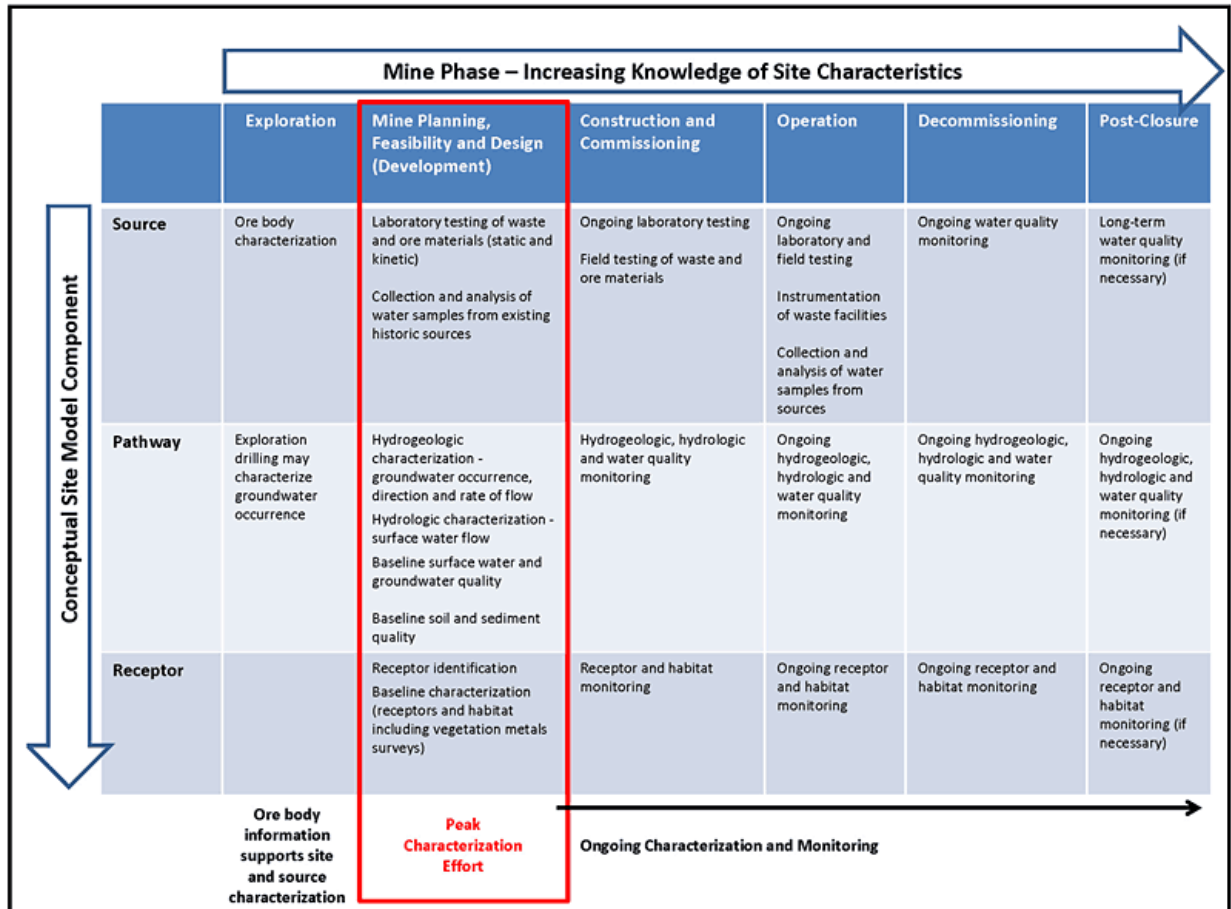 Mine Phase – Increasing Knowledge of Site Characteristics
Conceptual Site Model Component
Exploration
Mine Planning,
Feasibility and Design
(Development)
Construction and
Commissioning
Operation
Decommissioning
Post-Closure
Source
Ore body
characterization
Laboratory testing of waste
and ore materials (static and
kinetic)
Collection and analysis of
water samples from existing
historic sources
Ongoing laboratory testing
Field testing of waste and
ore materials
Ongoing
laboratory and
field testing
Instrumentation
of waste facilities
Collection and
analysis of water
samples from
sources
Ongoing water quality
monitoring
Long-term
water quality
monitoring (if
necessary)
Pathway
Exploration
drilling may
characterize
groundwater
occurrence
Hydrogeologic
characterization -
groundwater occurrence,
direction and rate of flow
Hydrologic characterization -
surface water flow
Baseline surface water and
groundwater quality
Baseline soil and sediment
quality
Hydrogeologic, hydrologic
and water quality
monitoring
Ongoing
hydrogeologic,
hydrologic and
water quality
monitoring
Ongoing hydrogeologic,
hydrologic and water
quality monitoring
Ongoing
hydrogeologic,
hydrologic and
water quality
monitoring (if
necessary)
Receptor
Receptor identification
Baseline characterization
(receptors and habitat
including vegetation metals
surveys)
Receptor and habitat
monitoring
Ongoing receptor
and habitat
monitoring
Ongoing receptor and
habitat monitoring
Ongoing
receptor and
habitat
monitoring (if
necessary)
Ore body
information
supports site
and source
characterization
Peak
Characterization
Effort
Ongoing Characterization and Monitoring